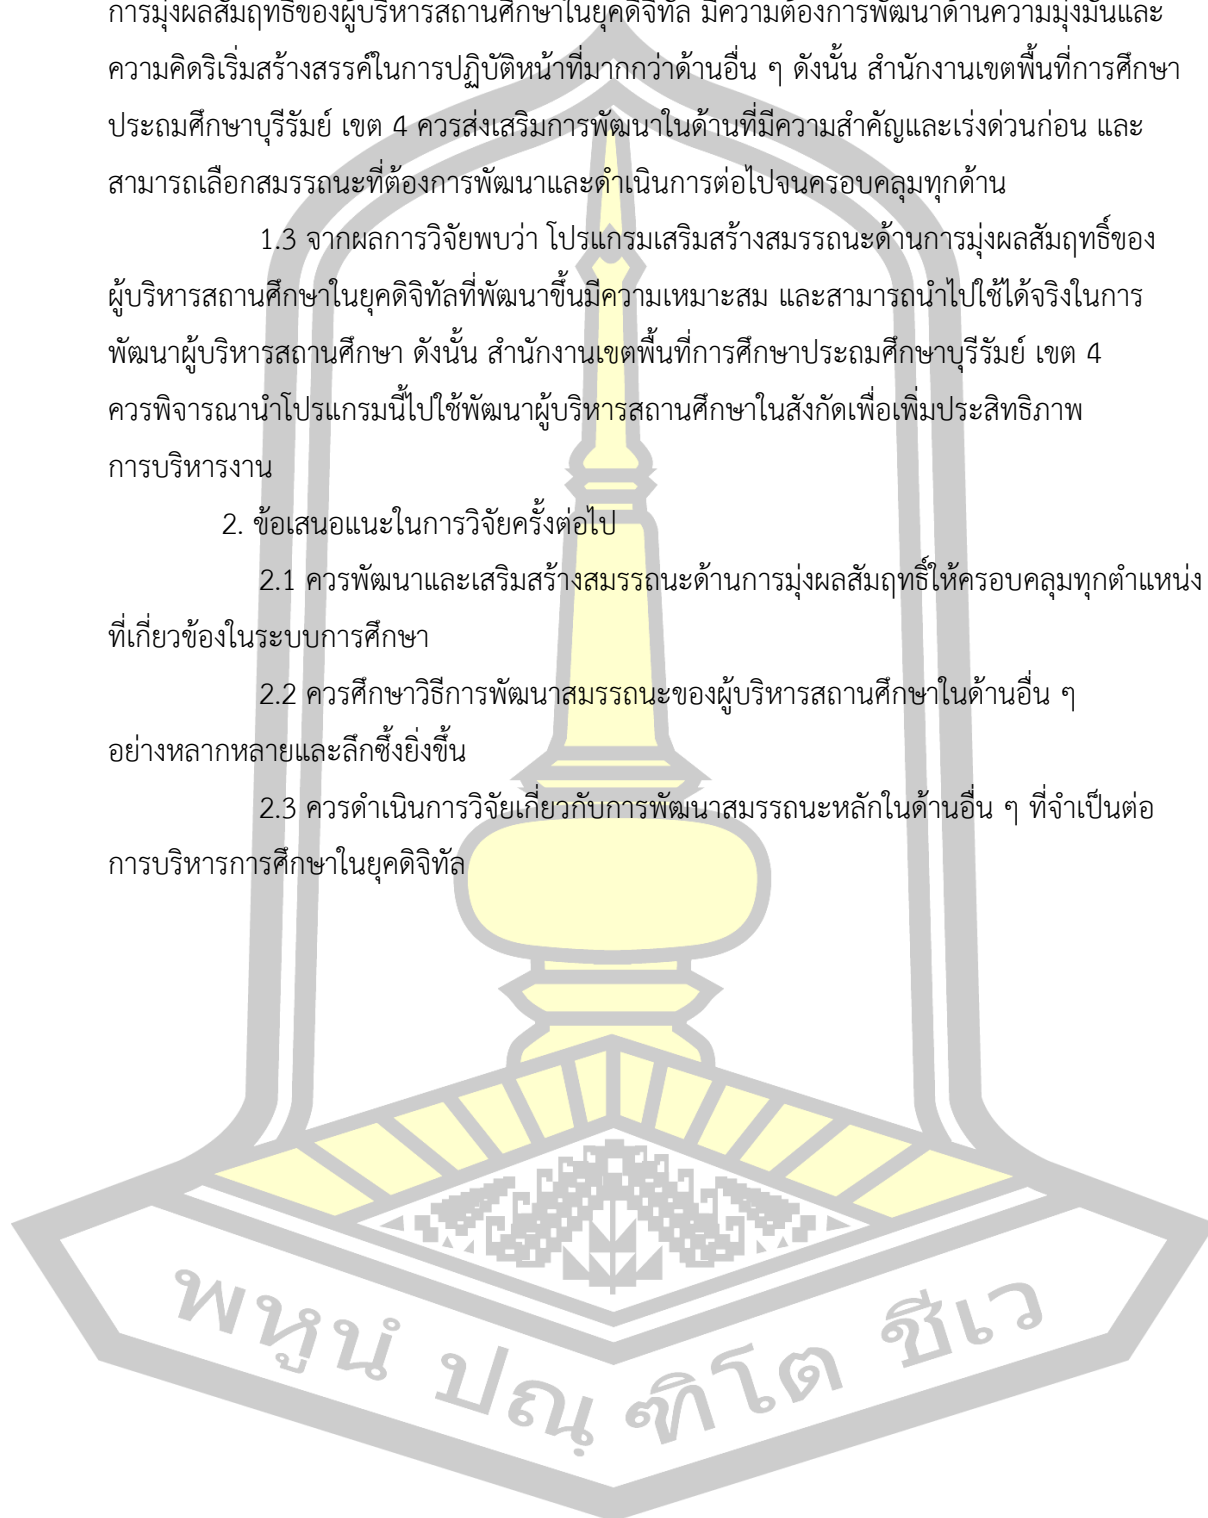 การมุ่งผลสัมฤทธิ์ของผู้บริหารสถานศึกษาในยุคดิจิทัล มีความต้องการพัฒนาด้านความมุ่งมั่นและ
ความคิดริเริ่มสร้างสรรค์ในการปฏิบัติหน้าที่มากกว่าด้านอื่น ๆ ดังนั้น สำนักงานเขตพื้นที่การศึกษา
ประถมศึกษาบุรีรัมย์ เขต 4 ควรส่งเสริมการพัฒนาในด้านที่มีความสำคัญและเร่งด่วนก่อน และ
สามารถเลือกสมรรถนะที่ต้องการพัฒนาและดำเนินการต่อไปจนครอบคลุมทุกด้าน
1.3 จากผลการวิจัยพบว่า โปรแกรมเสริมสร้างสมรรถนะด้านการมุ่งผลสัมฤทธิ์ของ
ผู้บริหารสถานศึกษาในยุคดิจิทัลที่พัฒนาขึ้นมีความเหมาะสม และสามารถนำไปใช้ได้จริงในการ
พัฒนาผู้บริหารสถานศึกษา ดังนั้น สำนักงานเขตพื้นที่การศึกษาประถมศึกษาบุรีรัมย์ เขต 4
ควรพิจารณานำโปรแกรมนี้ไปใช้พัฒนาผู้บริหารสถานศึกษาในสังกัดเพื่อเพิ่มประสิทธิภาพ
การบริหารงาน
2. ข้อเสนอแนะในการวิจัยครั้งต่อไป
2.1 ควรพัฒนาและเสริมสร้างสมรรถนะด้านการมุ่งผลสัมฤทธิ์ให้ครอบคลุมทุกตำแหน่ง
ที่เกี่ยวข้องในระบบการศึกษา
2.2 ควรศึกษาวิธีการพัฒนาสมรรถนะของผู้บริหารสถานศึกษาในด้านอื่น ๆ
อย่างหลากหลายและลึกซึ้งยิ่งขึ้น
2.3 ควรดำเนินการวิจัยเกี่ยวกับการพัฒนาสมรรถนะหลักในด้านอื่น ๆ ที่จำเป็นต่อ
การบริหารการศึกษาในยุคดิจิทัล
พหูนํ ปณฺฑิโต ชีเว